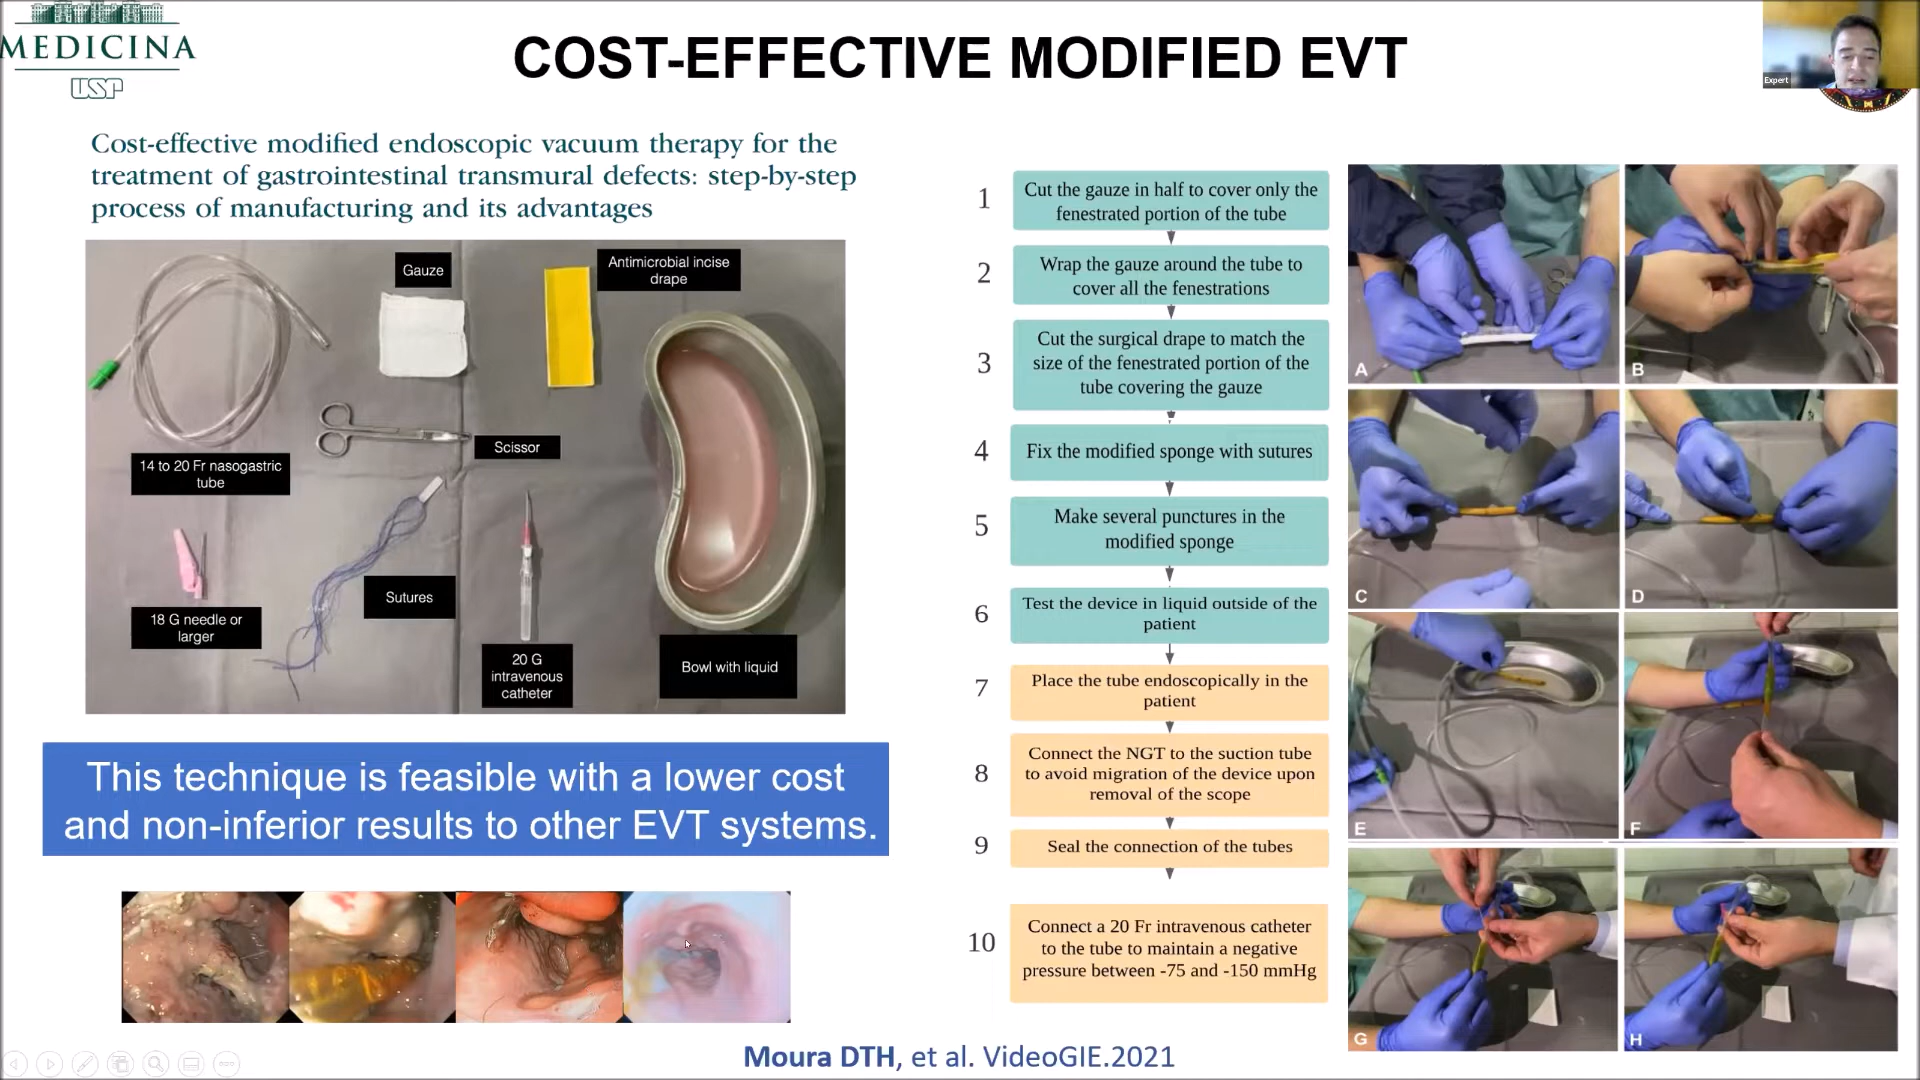 MEDICINA
USP
COST-EFFECTIVE MODIFIED EVT
Expert
Cost-effective modified endoscopic vacuum therapy for the
treatment of gastrointestinal transmural defects: step-by-step
process of manufacturing and its advantages
Gauze
Antimicrobial incise
drape
14 to 20 Fr nasogastric
tube
Scissor
18 G needle or
larger
Sutures
20 G
intravenous
catheter
Bowl with liquid
This technique is feasible with a lower cost
and non-inferior results to other EVT systems.
1
Cut the gauze in half to cover only the
fenestrated portion of the tube
2
Wrap the gauze around the tube to
cover all the fenestrations
3
Cut the surgical drape to match the
size of the fenestrated portion of the
tube covering the gauze
4
Fix the modified sponge with sutures
5
Make several punctures in the
modified sponge
6
Test the device in liquid outside of the
patient
7
Place the tube endoscopically in the
patient
8
Connect the NGT to the suction tube
to avoid migration of the device upon
removal of the scope
9
Seal the connection of the tubes
10
Connect a 20 Fr intravenous catheter
to the tube to maintain a negative
pressure between -75 and -150 mmHg
A
B
C
D
E
F
G
H
Moura DTH, et al. VideoGIE.2021